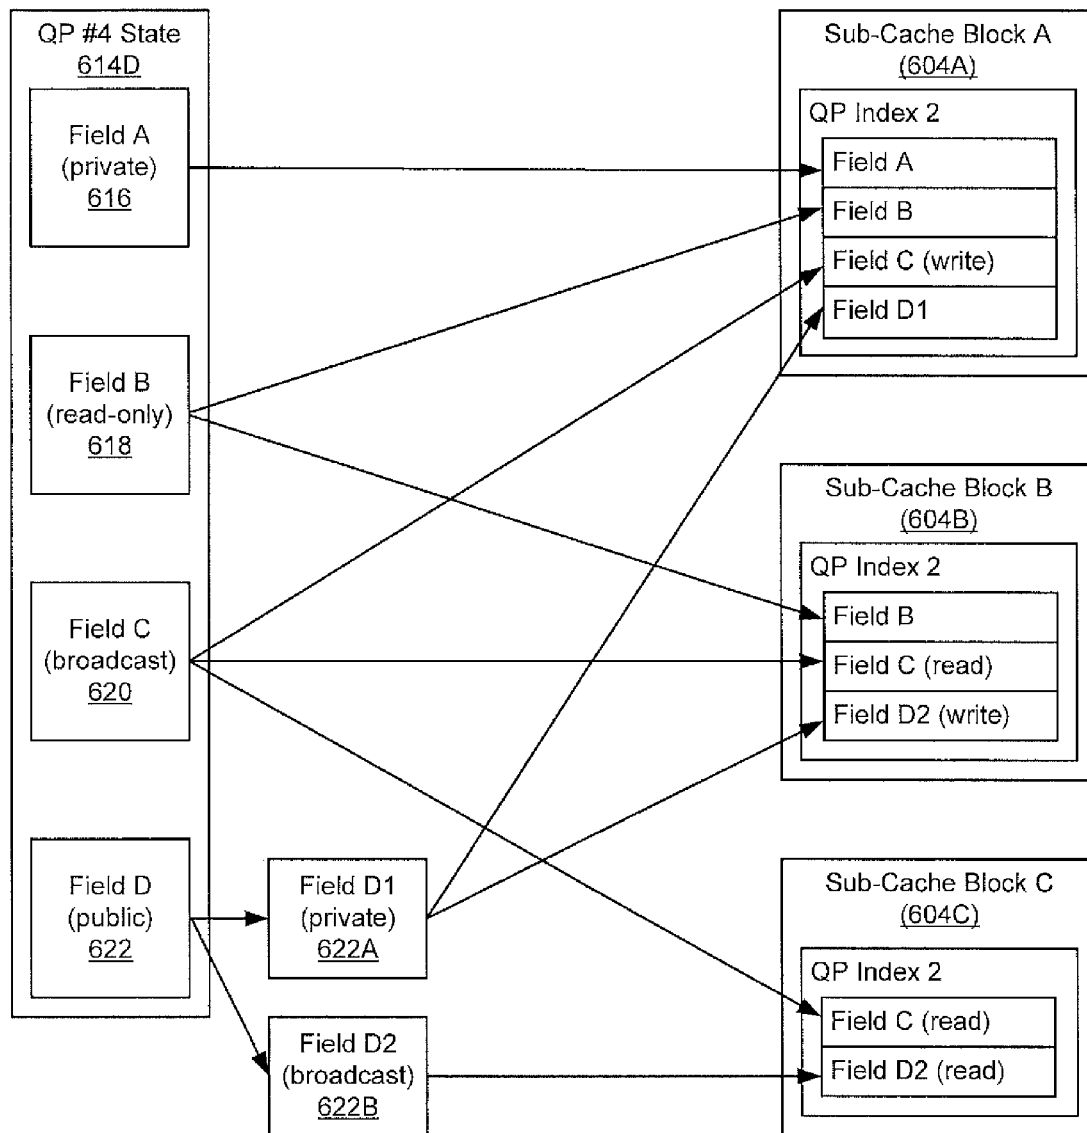 QP #4 State
614D
Field A
(private)
616
Field B
(read-only)
618
Field C
(broadcast)
620
Field D
(public)
622
Field D1
(private)
622A
Field D2
(broadcast)
622B
Sub-Cache Block A
(604A)
QP Index 2
Field A
Field B
Field C (write)
Field D1
Sub-Cache Block B
(604B)
QP Index 2
Field B
Field C (read)
Field D2 (write)
Sub-Cache Block C
(604C)
QP Index 2
Field C (read)
Field D2 (read)